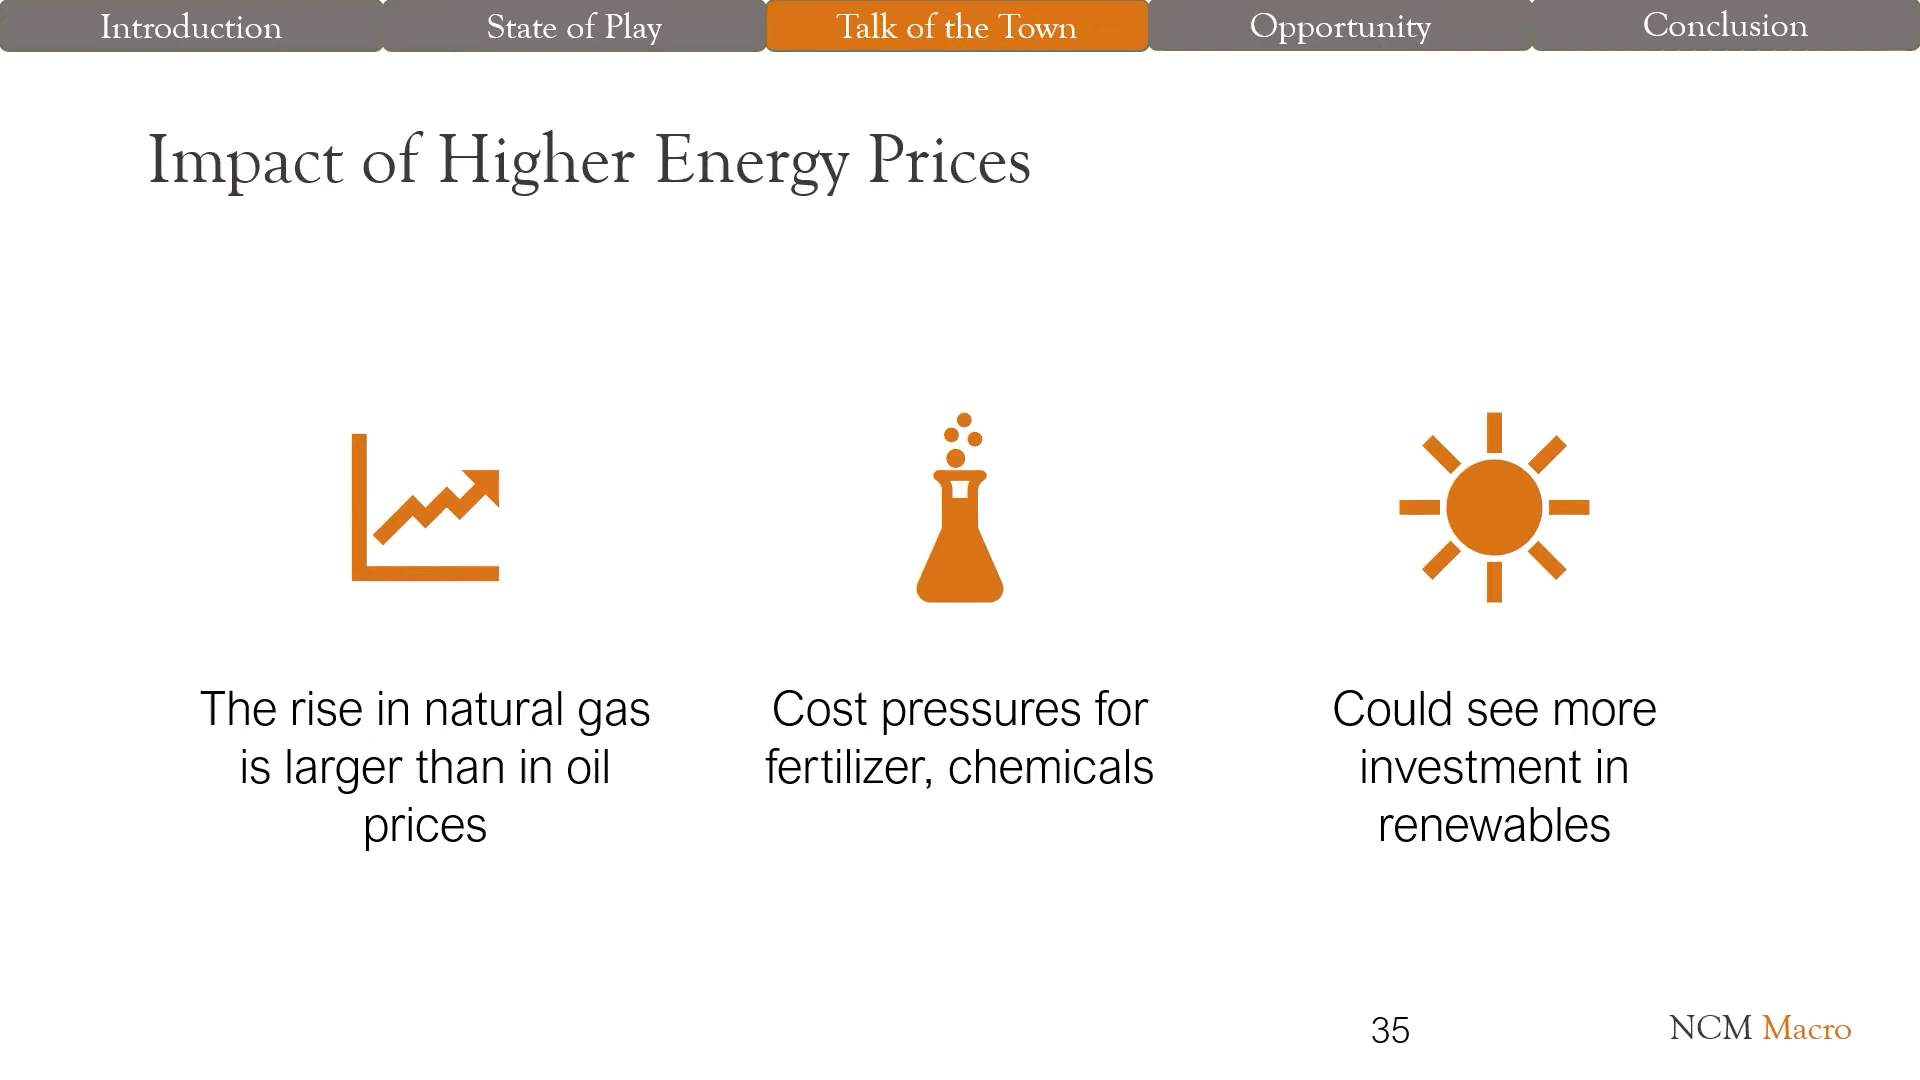 Introduction
State of Play
Talk of the Town
Opportunity
Conclusion
Impact of Higher Energy Prices
The rise in natural gas
is larger than in oil
prices
Cost pressures for
fertilizer, chemicals
Could see more
investment in
renewables
35
NCM Macro